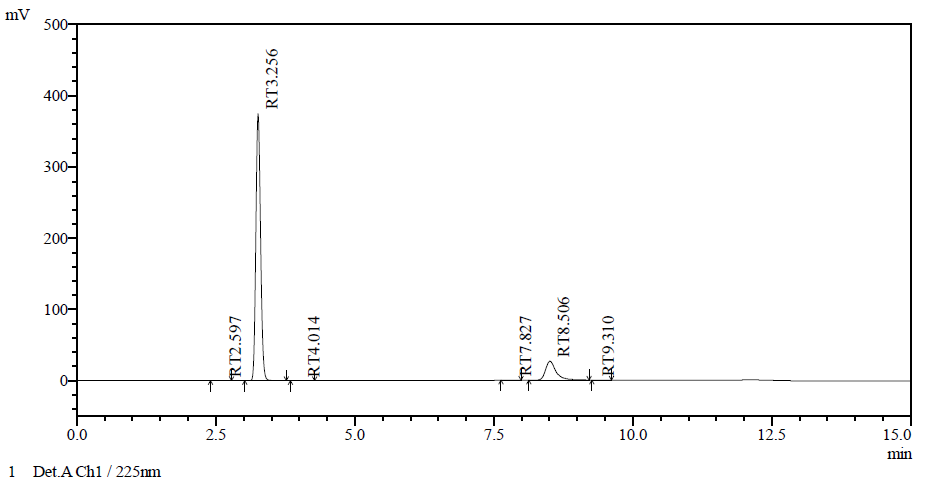 mV
500
400
300
200
100
0
RT2.597
RT3.256
RT4.014
RT7.827
RT8.506
RT9.310
0.0 2.5 5.0 7.5 10.0 12.5 15.0
min
1 Det.A Ch1 / 225nm